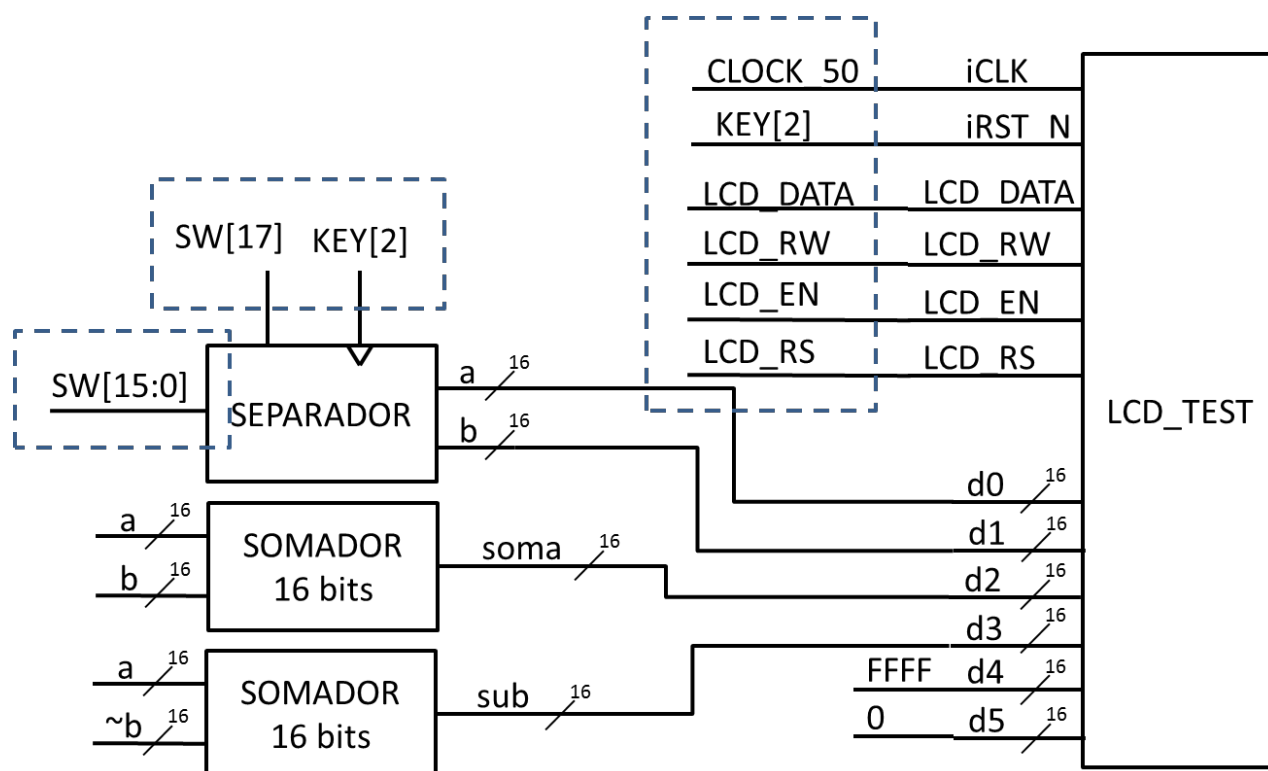 CLOCK_50 iCLK
KEY[2] iRST_N
LCD_DATA LCD_DATA
LCD_RW LCD_RW
LCD_EN LCD_EN
LCD_RS LCD_RS
LCD_TEST
SW[17] KEY[2]
SW[15:0]
SEPARADOR
a 16
b 16
d0 16
d1 16
d2 16
d3 16
FFFF d4 16
0 d5 16
a 16
b 16
SOMADOR
16 bits
soma 16
a 16
~b 16
SOMADOR
16 bits
sub 16